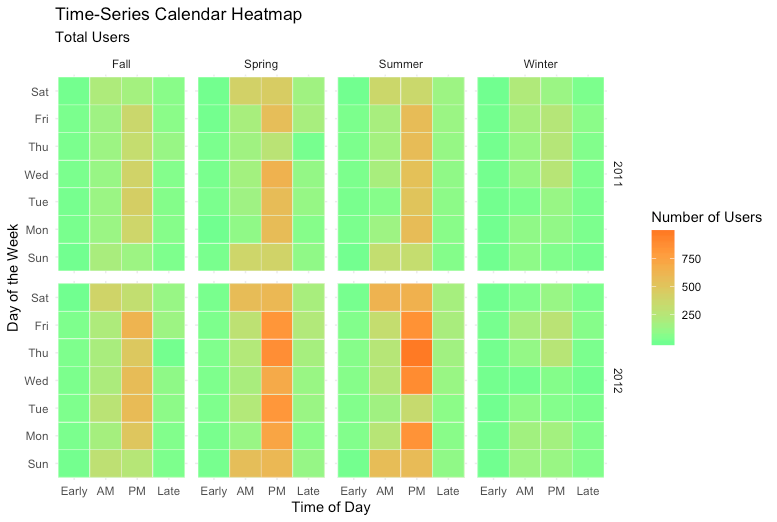 Time-Series Calendar Heatmap
Total Users
Fall Spring Summer Winter
Sat
Fri
Thu
Wed
Tue
Mon
Sun
2011
Sat
Fri
Thu
Wed
Tue
Mon
Sun
2012
Day of the Week
Early AM PM Late Early AM PM Late Early AM PM Late Early AM PM Late
Time of Day
Number of Users
750
500
250